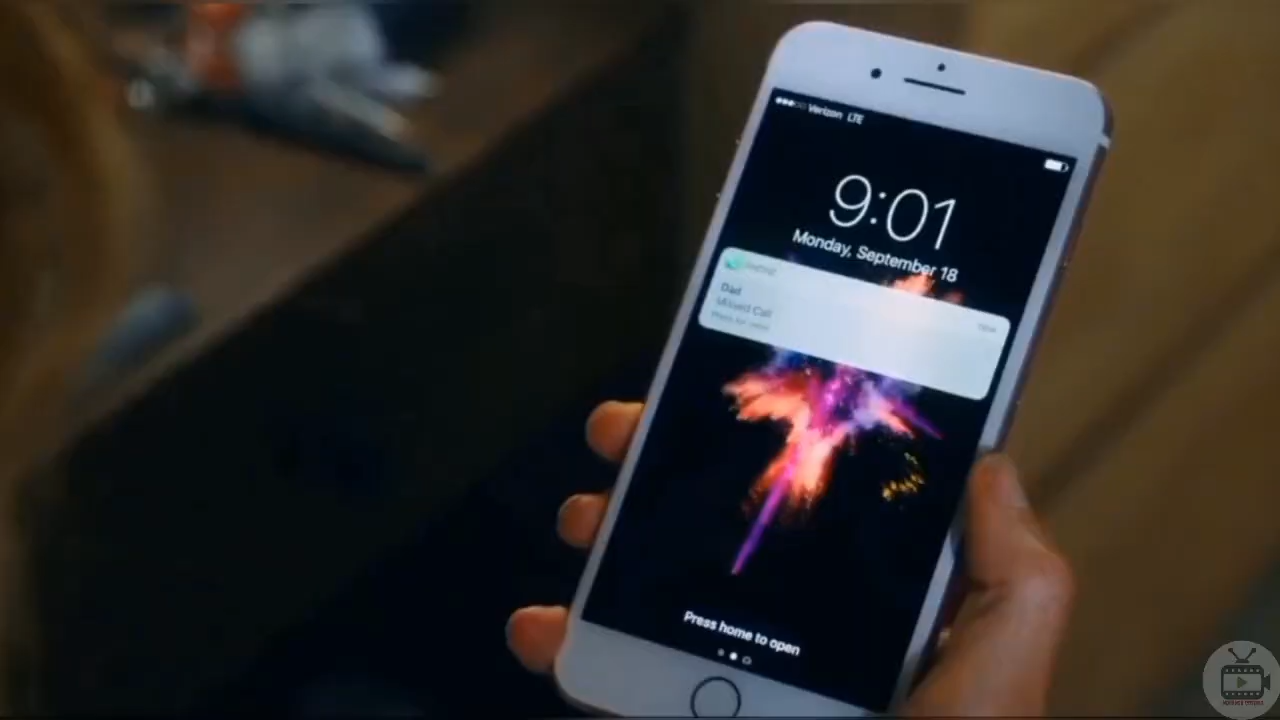 Verizon LTE
9:01
Monday, September 18
Dad
Missed Call
Press home to open